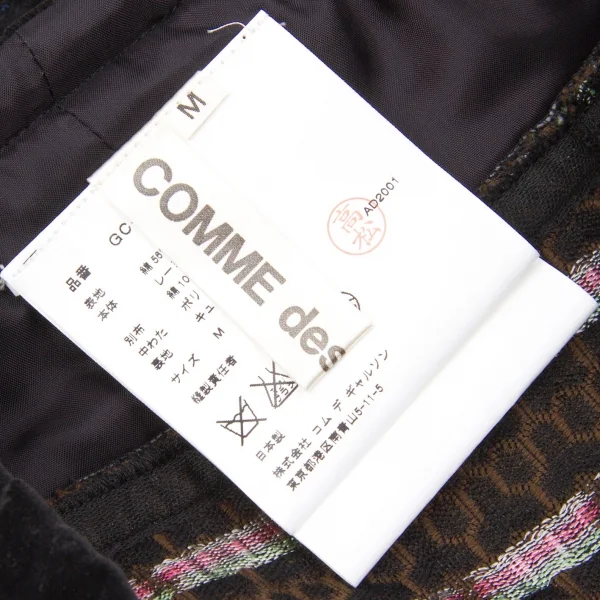 M
COMME des
AD2001
高松
品番 GC
表地
本体 綿 58
レー
綿 10
別布 ポリ
中わた キュ
裏地
サイズ M
縫製責任者
日本製
株式会社 コム デ ギャルソン
東京都港区南青山5-11-5